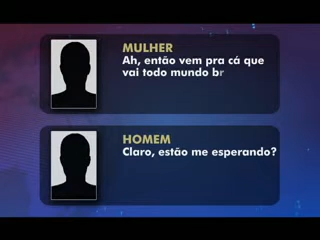 MULHER
Ah, então vem pra cá que
vai todo mundo br
HOMEM
Claro, estão me esperando?